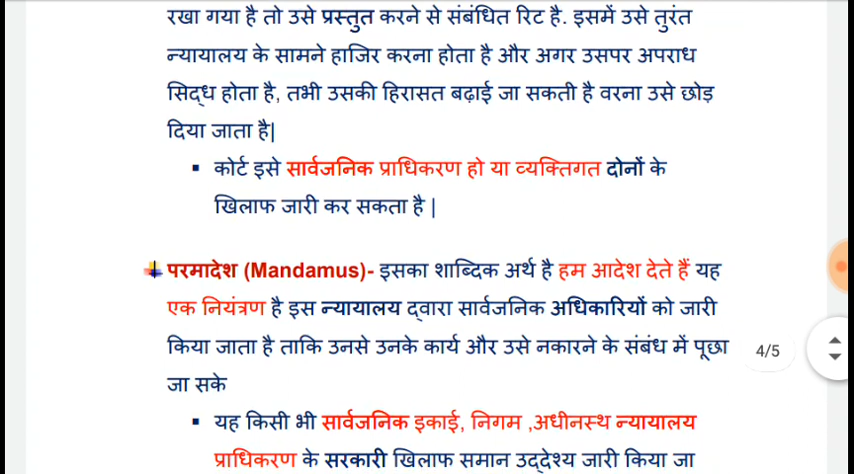 रखा गया है तो उसे प्रस्तुत करने से संबंधित रिट है. इसमें उसे तुरंत
न्यायालय के सामने हाजिर करना होता है और अगर उसपर अपराध
सिद्ध होता है, तभी उसकी हिरासत बढ़ाई जा सकती है वरना उसे छोड़
दिया जाता है|
▪ कोर्ट इसे सार्वजनिक प्राधिकरण हो या व्यक्तिगत दोनों के
खिलाफ जारी कर सकता है |
परमादेश (Mandamus)- इसका शाब्दिक अर्थ है हम आदेश देते हैं यह
एक नियंत्रण है इस न्यायालय द्वारा सार्वजनिक अधिकारियों को जारी
किया जाता है ताकि उनसे उनके कार्य और उसे नकारने के संबंध में पूछा
जा सके
4/5
▪ यह किसी भी सार्वजनिक इकाई, निगम ,अधीनस्थ न्यायालय
प्राधिकरण के सरकारी खिलाफ समान उद्देश्य जारी किया जा